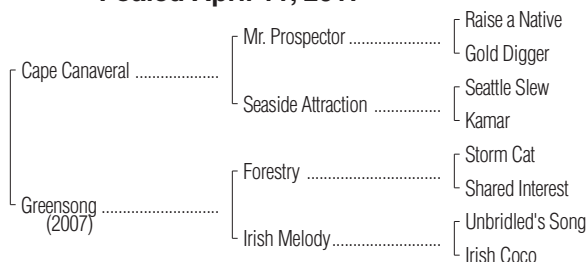 Raise a Native
Mr. Prospector
Gold Digger
Cape Canaveral
Seattle Slew
Seaside Attraction
Kamar
Storm Cat
Forestry
Shared Interest
Greensong
(2007)
Unbridled's Song
Irish Melody
Irish Coco